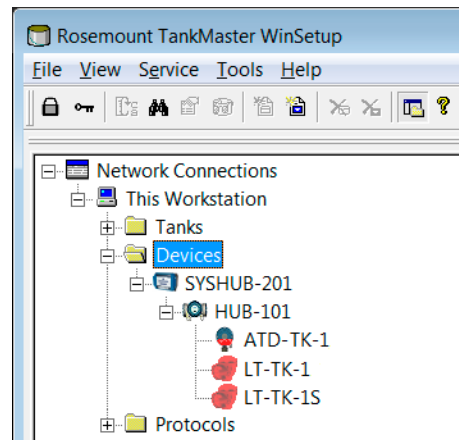 Rosemount TankMaster WinSetup
File View Service Tools Help
Network Connections
This Workstation
Tanks
Devices
SYSHUB-201
HUB-101
ATD-TK-1
LT-TK-1
LT-TK-1S
Protocols